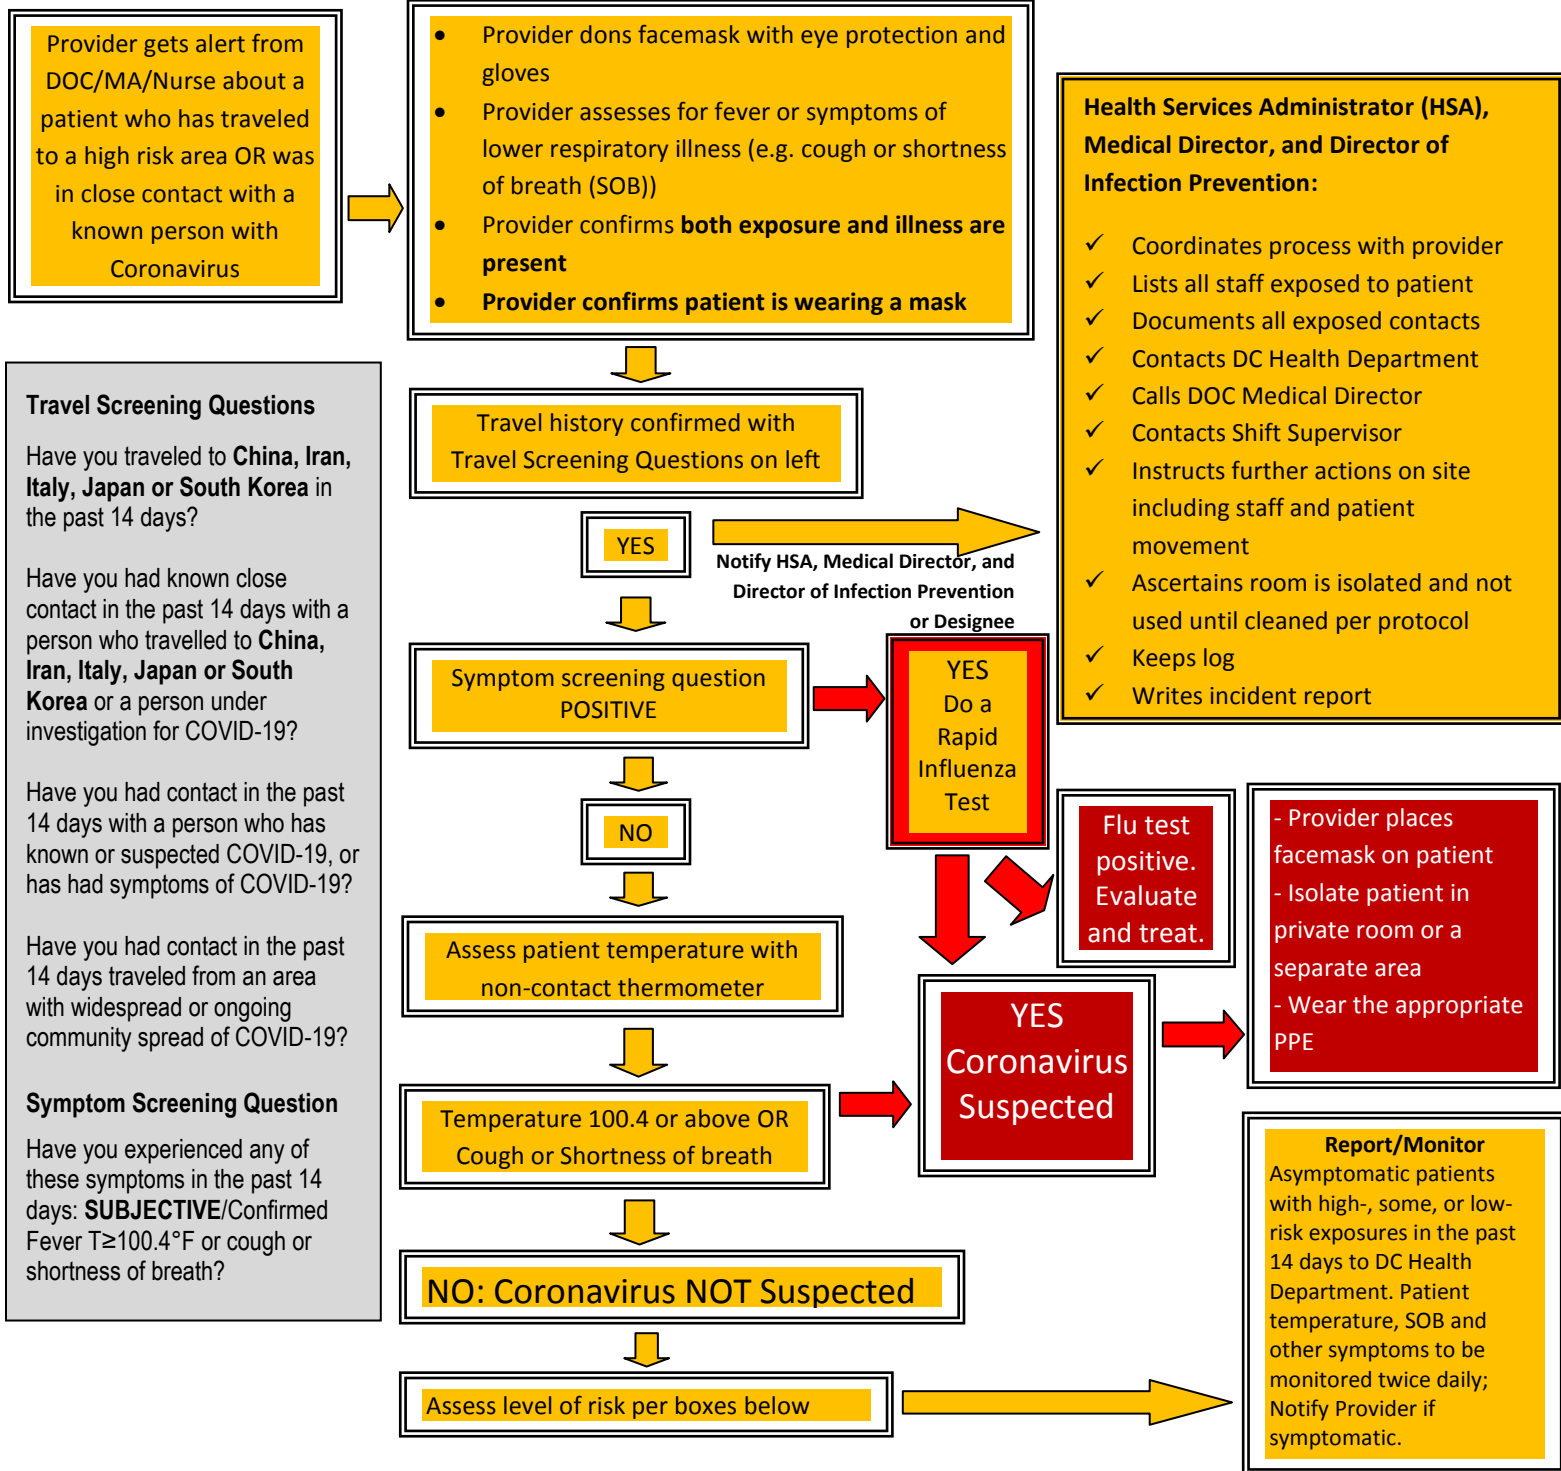 Provider gets alert from
DOC/MA/Nurse about a
patient who has traveled
to a high risk area OR was
in close contact with a
known person with
Coronavirus
• Provider dons facemask with eye protection and
gloves
• Provider assesses for fever or symptoms of
lower respiratory illness (e.g. cough or shortness
of breath (SOB))
• Provider confirms both exposure and illness are
present
• Provider confirms patient is wearing a mask
Health Services Administrator (HSA),
Medical Director, and Director of
Infection Prevention:
✓ Coordinates process with provider
✓ Lists all staff exposed to patient
✓ Documents all exposed contacts
✓ Contacts DC Health Department
✓ Calls DOC Medical Director
✓ Contacts Shift Supervisor
✓ Instructs further actions on site
including staff and patient
movement
✓ Ascertains room is isolated and not
used until cleaned per protocol
✓ Keeps log
✓ Writes incident report
Travel Screening Questions
Have you traveled to China, Iran,
Italy, Japan or South Korea in
the past 14 days?
Have you had known close
contact in the past 14 days with a
person who travelled to China,
Iran, Italy, Japan or South
Korea or a person under
investigation for COVID-19?
Have you had contact in the past
14 days with a person who has
known or suspected COVID-19, or
has had symptoms of COVID-19?
Have you had contact in the past
14 days traveled from an area
with widespread or ongoing
community spread of COVID-19?
Symptom Screening Question
Have you experienced any of
these symptoms in the past 14
days: SUBJECTIVE/Confirmed
Fever T≥100.4°F or cough or
shortness of breath?
Travel history confirmed with
Travel Screening Questions on left
YES
Notify HSA, Medical Director, and
Director of Infection Prevention
or Designee
Symptom screening question
POSITIVE
YES
Do a
Rapid
Influenza
Test
NO
Flu test
positive.
Evaluate
and treat.
- Provider places
facemask on patient
- Isolate patient in
private room or a
separate area
- Wear the appropriate
PPE
Assess patient temperature with
non-contact thermometer
YES
Coronavirus
Suspected
Temperature 100.4 or above OR
Cough or Shortness of breath
NO: Coronavirus NOT Suspected
Assess level of risk per boxes below
Report/Monitor
Asymptomatic patients
with high-, some, or low-
risk exposures in the past
14 days to DC Health
Department. Patient
temperature, SOB and
other symptoms to be
monitored twice daily;
Notify Provider if
symptomatic.